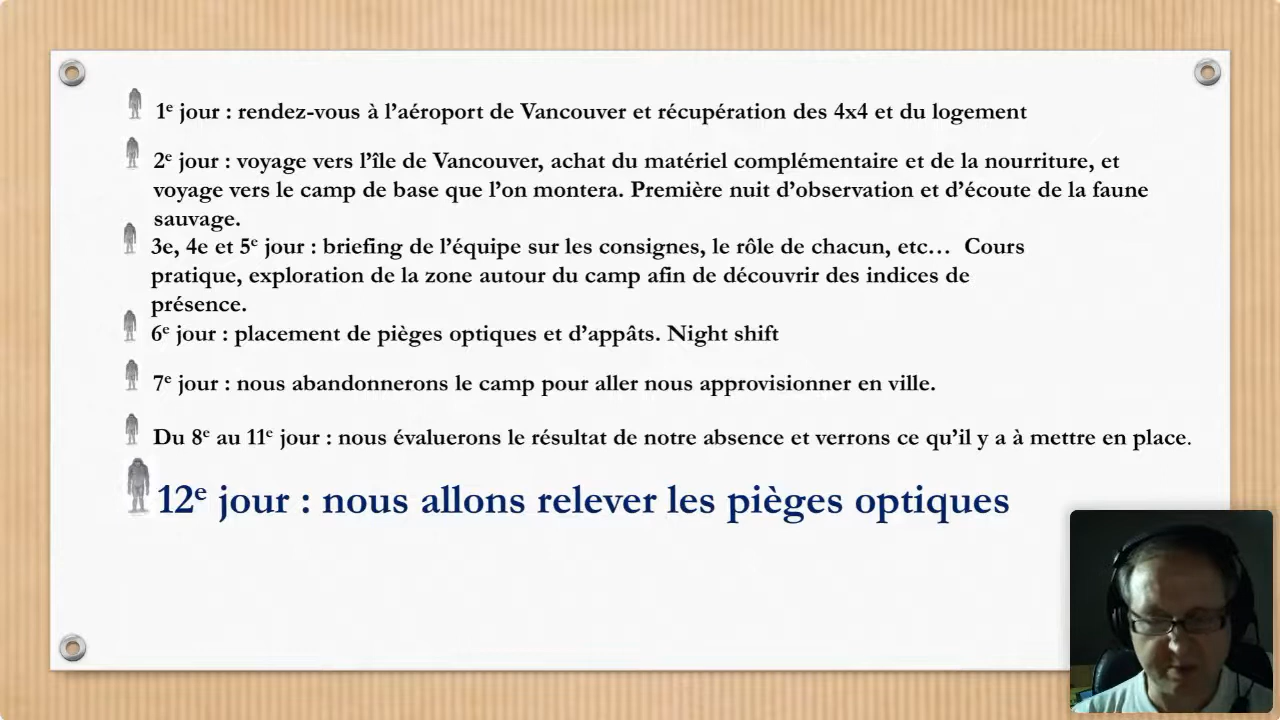 1e jour : rendez-vous à l’aéroport de Vancouver et récupération des 4x4 et du logement
2e jour : voyage vers l’île de Vancouver, achat du matériel complémentaire et de la nourriture, et
voyage vers le camp de base que l’on montera. Première nuit d’observation et d’écoute de la faune
sauvage.
3e, 4e et 5e jour : briefing de l’équipe sur les consignes, le rôle de chacun, etc… Cours
pratique, exploration de la zone autour du camp afin de découvrir des indices de
présence.
6e jour : placement de pièges optiques et d’appâts. Night shift
7e jour : nous abandonnerons le camp pour aller nous approvisionner en ville.
Du 8e au 11e jour : nous évaluerons le résultat de notre absence et verrons ce qu’il y a à mettre en place.
12e jour : nous allons relever les pièges optiques